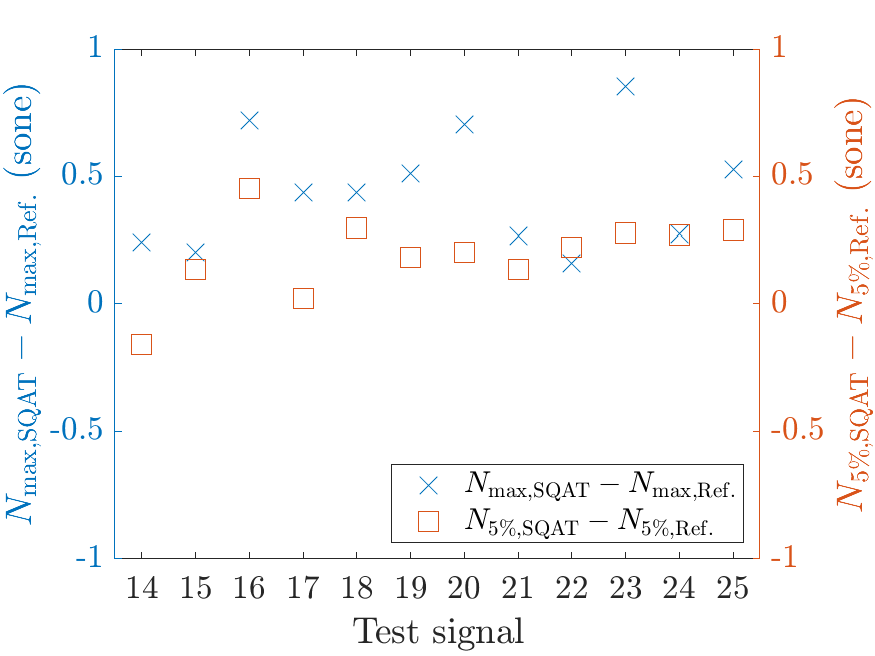 1
0.5
0
-0.5
-1
N_max,SQAT − N_max,Ref. (sone)
1
0.5
0
-0.5
-1
N_5%,SQAT − N_5%,Ref. (sone)
N_max,SQAT − N_max,Ref.
N_5%,SQAT − N_5%,Ref.
14 15 16 17 18 19 20 21 22 23 24 25
Test signal